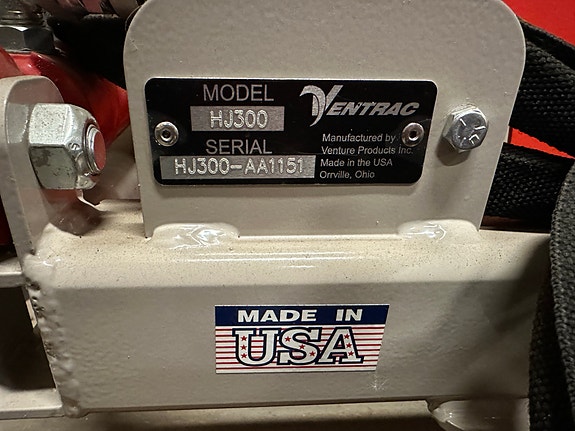 MODEL
VENTRAC
HJ300
SERIAL
HJ300-AA1151
Manufactured by
Venture Products Inc.
Made in the USA
Orrville, Ohio
MADE IN
USA